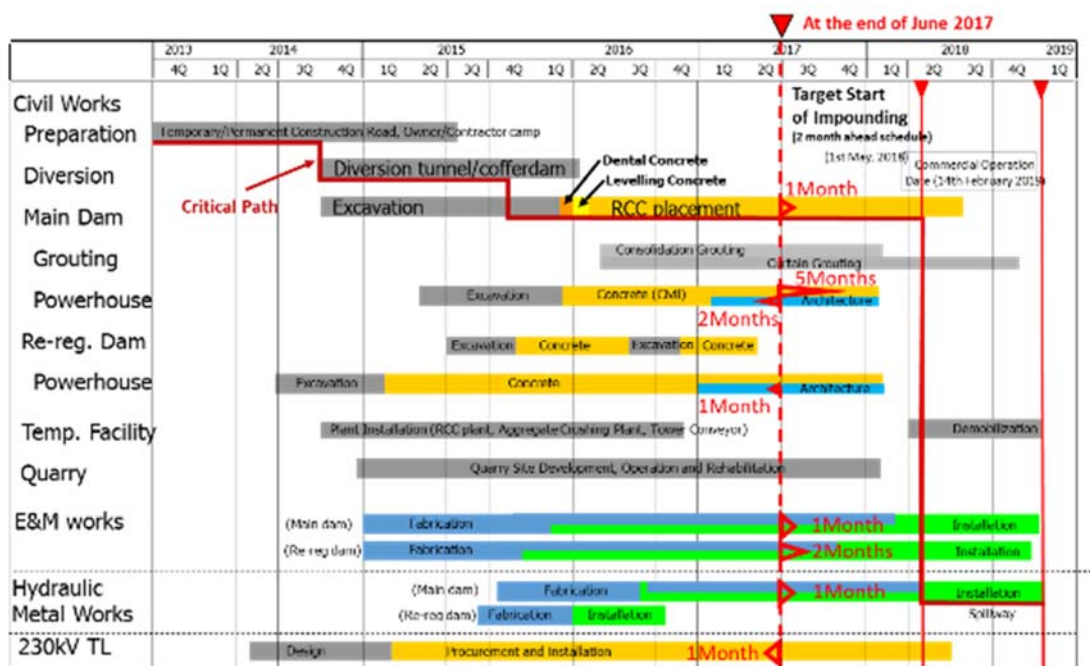 At the end of June 2017
2013 2014 2015 2016 2017 2018 2019
4Q 1Q 2Q 3Q 4Q 1Q 2Q 3Q 4Q 1Q 2Q 3Q 4Q 1Q 2Q 3Q 4Q 1Q 2Q 3Q 4Q 1Q
Civil Works
Preparation
Temporary/Permanent Construction Road, Owner/Contractor camp
Target Start
of Impounding
(2 month ahead schedule)
[1st May, 2018]
Diversion
Diversion tunnel/cofferdam
Dental Concrete
Levelling Concrete
Commercial Operation
Date (14th February 2019)
Critical Path
Main Dam
Excavation
RCC placement
1Month
Grouting
Consolidation Grouting
Curtain Grouting
5Months
Powerhouse
Excavation
Concrete (Civil)
Architecture
2Months
Re-reg. Dam
Excavation
Concrete
Excavation
Concrete
Powerhouse
Excavation
Concrete
Architecture
1Month
Temp. Facility
Plant Installation (RCC plant, Aggregate Crushing Plant, Tower Conveyor)
Demobilization
Quarry
Quarry Site Development, Operation and Rehabilitation
E&M works
(Main dam)
Fabrication
1Month
Installation
(Re-reg dam)
Fabrication
2Months
Installation
Hydraulic
Metal Works
(Main dam)
Fabrication
1Month
Installation
(Re-reg dam)
Fabrication
Installation
Spillway
230kV TL
Design
Procurement and Installation
1Month